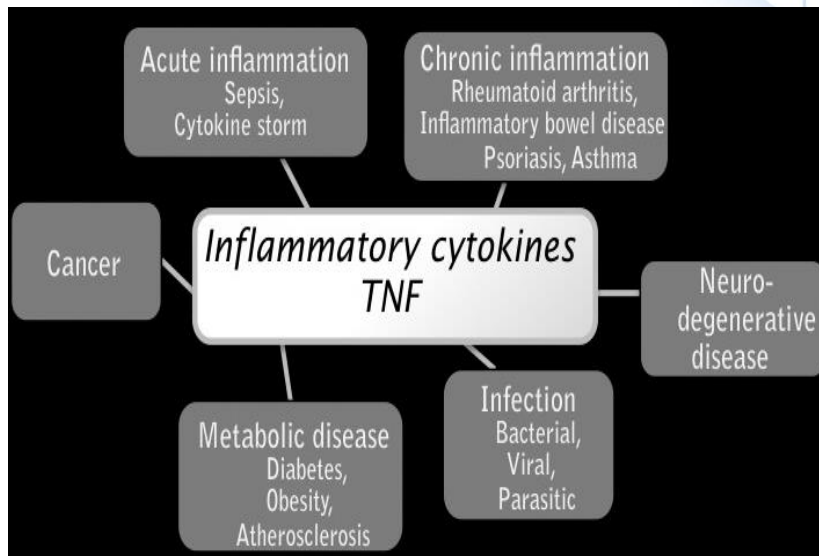 Acute inflammation
Sepsis,
Cytokine storm
Chronic inflammation
Rheumatoid arthritis,
Inflammatory bowel disease
Psoriasis, Asthma
Inflammatory cytokines
TNF
Cancer
Neuro-
degenerative
disease
Metabolic disease
Diabetes,
Obesity,
Atherosclerosis
Infection
Bacterial,
Viral,
Parasitic